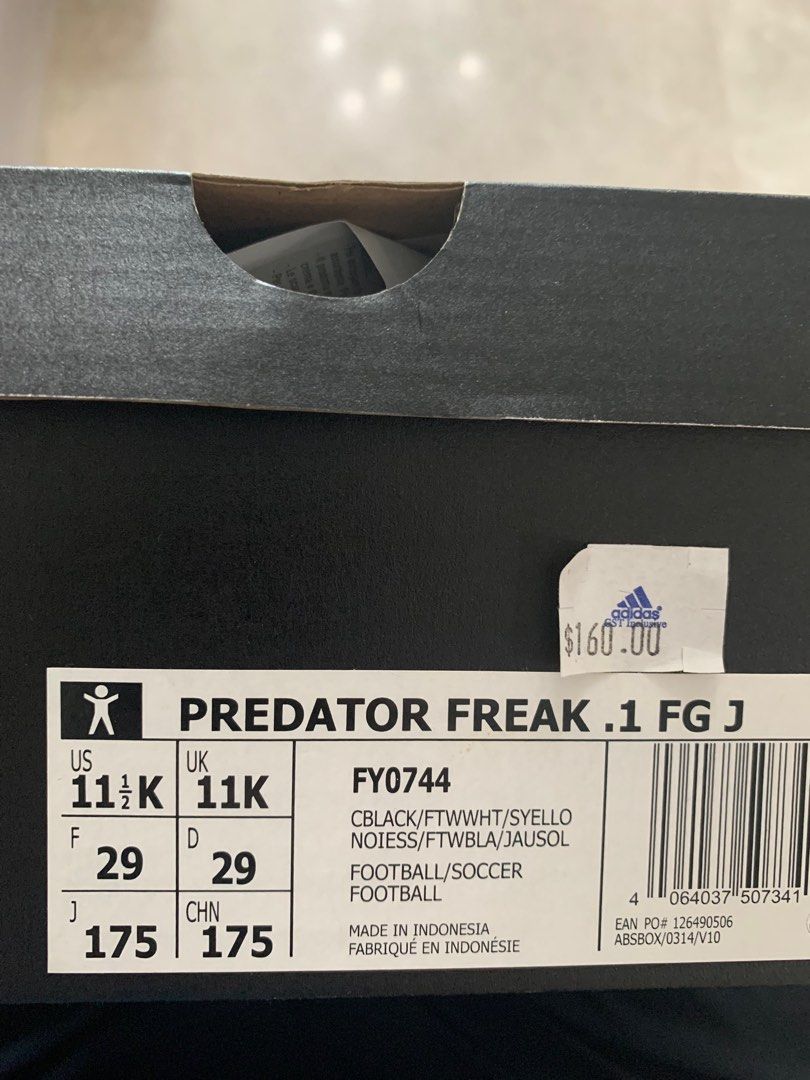 adidas
GST Inclusive
$160.00
PREDATOR FREAK .1 FG J
US
11½K
UK
11K
F
29
D
29
J
175
CHN
175
FY0744
CBLACK/FTWWHT/SYELLO
NOIESS/FTWBLA/JAUSOL
FOOTBALL/SOCCER
FOOTBALL
MADE IN INDONESIA
FABRIQUÉ EN INDONÉSIE
4 064037 507341
EAN PO# 126490506
ABSBOX/0314/V10